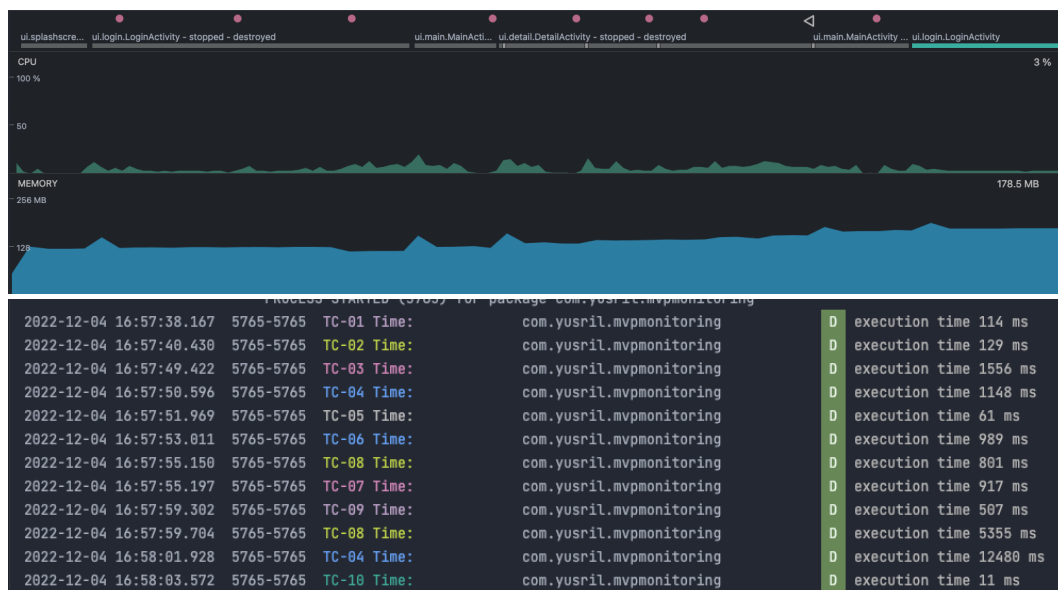 ui.splashscre... ui.login.LoginActivity - stopped - destroyed ui.main.MainActi... ui.detail.DetailActivity - stopped - destroyed ui.main.MainActivity ... ui.login.LoginActivity
CPU 3 %
100 %
50
MEMORY 178.5 MB
256 MB
128
PROCESS STARTED (5765) for package com.yusril.mvpmonitoring
2022-12-04 16:57:38.167 5765-5765 TC-01 Time: com.yusril.mvpmonitoring D execution time 114 ms
2022-12-04 16:57:40.430 5765-5765 TC-02 Time: com.yusril.mvpmonitoring D execution time 129 ms
2022-12-04 16:57:49.422 5765-5765 TC-03 Time: com.yusril.mvpmonitoring D execution time 1556 ms
2022-12-04 16:57:50.596 5765-5765 TC-04 Time: com.yusril.mvpmonitoring D execution time 1148 ms
2022-12-04 16:57:51.969 5765-5765 TC-05 Time: com.yusril.mvpmonitoring D execution time 61 ms
2022-12-04 16:57:53.011 5765-5765 TC-06 Time: com.yusril.mvpmonitoring D execution time 989 ms
2022-12-04 16:57:55.150 5765-5765 TC-08 Time: com.yusril.mvpmonitoring D execution time 801 ms
2022-12-04 16:57:55.197 5765-5765 TC-07 Time: com.yusril.mvpmonitoring D execution time 917 ms
2022-12-04 16:57:59.302 5765-5765 TC-09 Time: com.yusril.mvpmonitoring D execution time 507 ms
2022-12-04 16:57:59.704 5765-5765 TC-08 Time: com.yusril.mvpmonitoring D execution time 5355 ms
2022-12-04 16:58:01.928 5765-5765 TC-04 Time: com.yusril.mvpmonitoring D execution time 12480 ms
2022-12-04 16:58:03.572 5765-5765 TC-10 Time: com.yusril.mvpmonitoring D execution time 11 ms